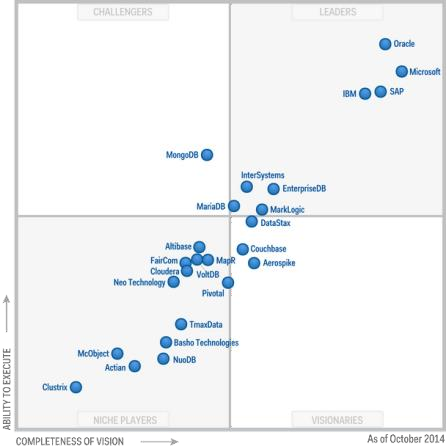 CHALLENGERS
LEADERS
Oracle
Microsoft
IBM
SAP
MongoDB
InterSystems
EnterpriseDB
MariaDB
MarkLogic
DataStax
Altibase
Couchbase
FairCom
MapR
Aerospike
Cloudera
VoltDB
Neo Technology
Pivotal
TmaxData
Basho Technologies
McObject
NuoDB
Actian
Clustrix
NICHE PLAYERS
VISIONARIES
ABILITY TO EXECUTE
COMPLETENESS OF VISION
As of October 2014